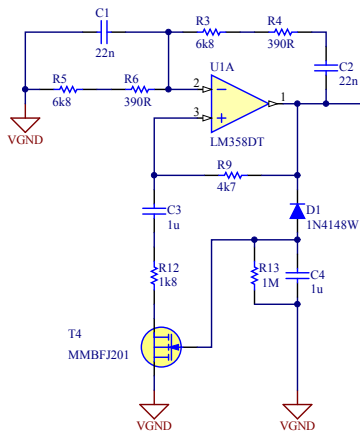 C1
22n
R3
6k8
R4
390R
U1A
C2
22n
R5
6k8
R6
390R
2
3
1
LM358DT
VGND
R9
4k7
C3
1u
D1
1N4148W
R12
1k8
R13
1M
C4
1u
T4
MMBFJ201
VGND
VGND